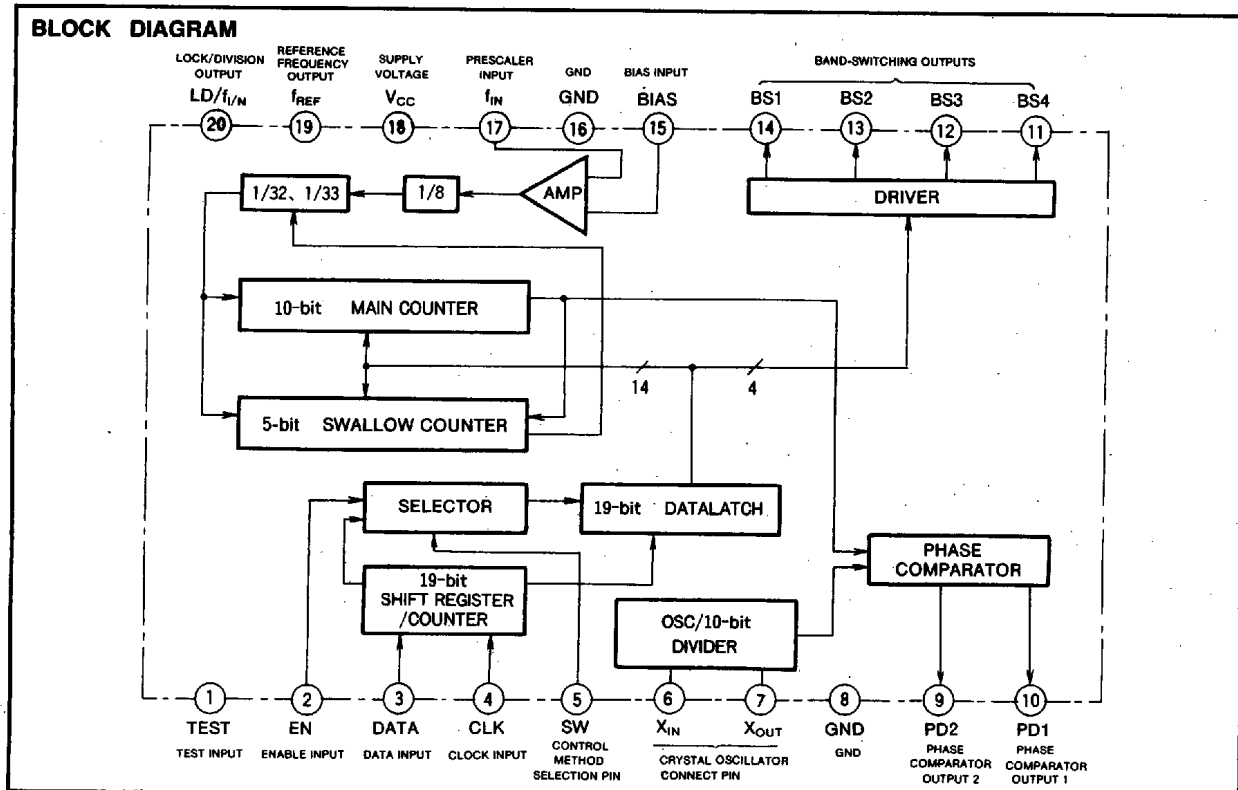 BLOCK DIAGRAM
LOCK/DIVISION OUTPUT
REFERENCE FREQUENCY OUTPUT
SUPPLY VOLTAGE
PRESCALER INPUT
GND
BIAS INPUT
BAND-SWITCHING OUTPUTS
LD/fI/N
fREF
VCC
fIN
GND
BIAS
BS1
BS2
BS3
BS4
20
19
18
17
16
15
14
13
12
11
1/32、1/33
1/8
AMP
DRIVER
10-bit MAIN COUNTER
14
4
5-bit SWALLOW COUNTER
SELECTOR
19-bit DATALATCH
PHASE COMPARATOR
19-bit SHIFT REGISTER /COUNTER
OSC/10-bit DIVIDER
1
2
3
4
5
6
7
8
9
10
TEST
EN
DATA
CLK
SW
XIN
XOUT
GND
PD2
PD1
TEST INPUT
ENABLE INPUT
DATA INPUT
CLOCK INPUT
CONTROL METHOD SELECTION PIN
CRYSTAL OSCILLATOR CONNECT PIN
GND
PHASE COMPARATOR OUTPUT 2
PHASE COMPARATOR OUTPUT 1